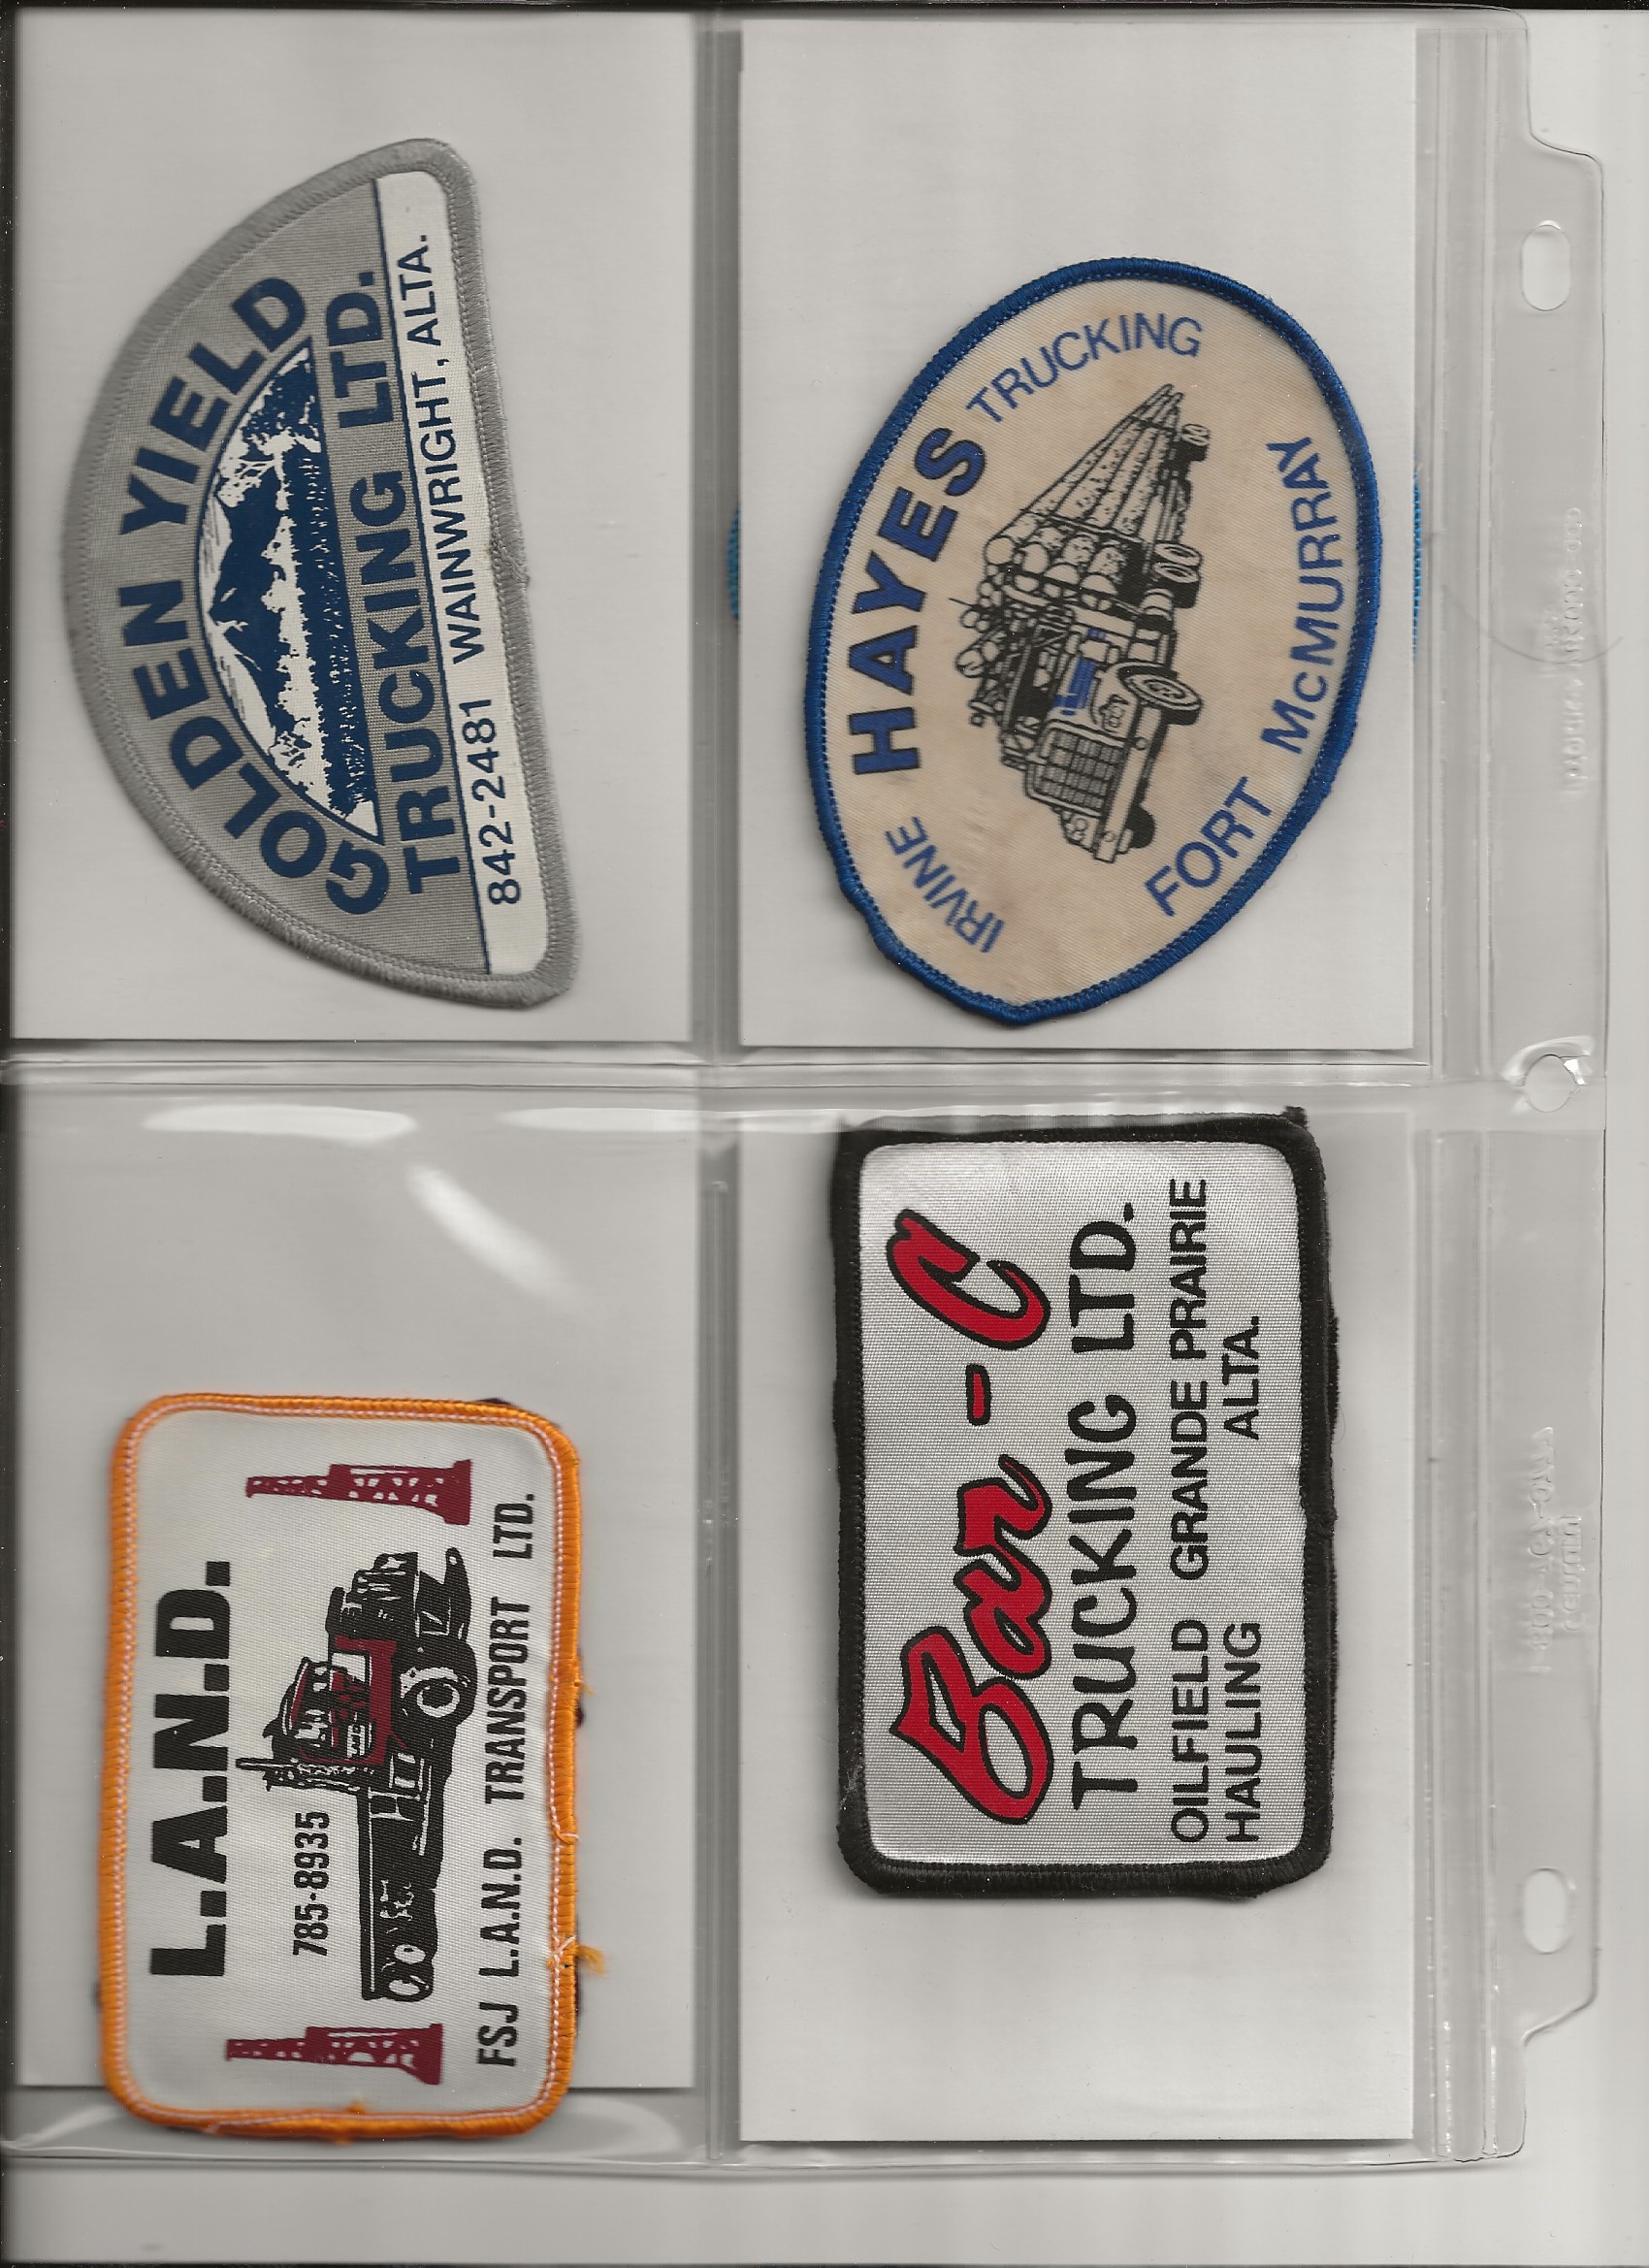 L.A.N.D.
785-8935
FSJ L.A.N.D. TRANSPORT LTD.
GOLDEN YIELD
TRUCKING LTD.
842-2481 WAINWRIGHT, ALTA.
Bar-C
TRUCKING LTD.
OILFIELD HAULING
GRANDE PRAIRIE ALTA.
IRVINE HAYES TRUCKING
FORT McMURRAY